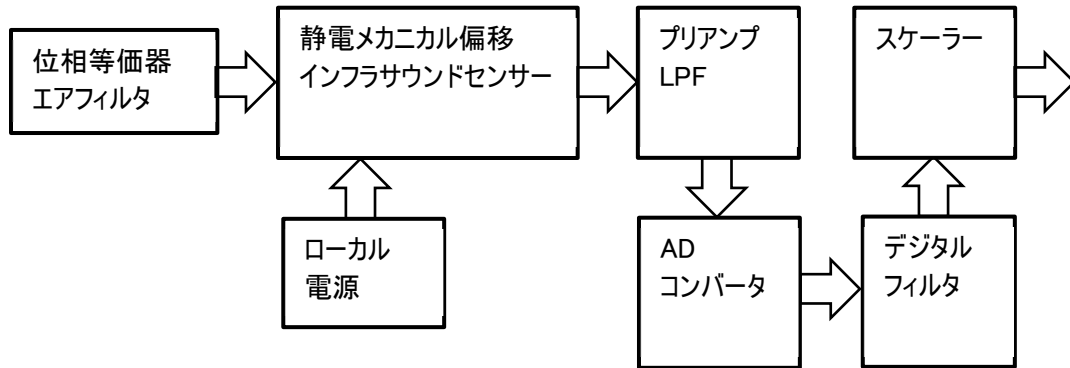 位相等価器
エアフィルタ
静電メカニカル偏移
インフラサウンドセンサー
プリアンプ
LPF
スケーラー
ローカル
電源
AD
コンバータ
デジタル
フィルタ